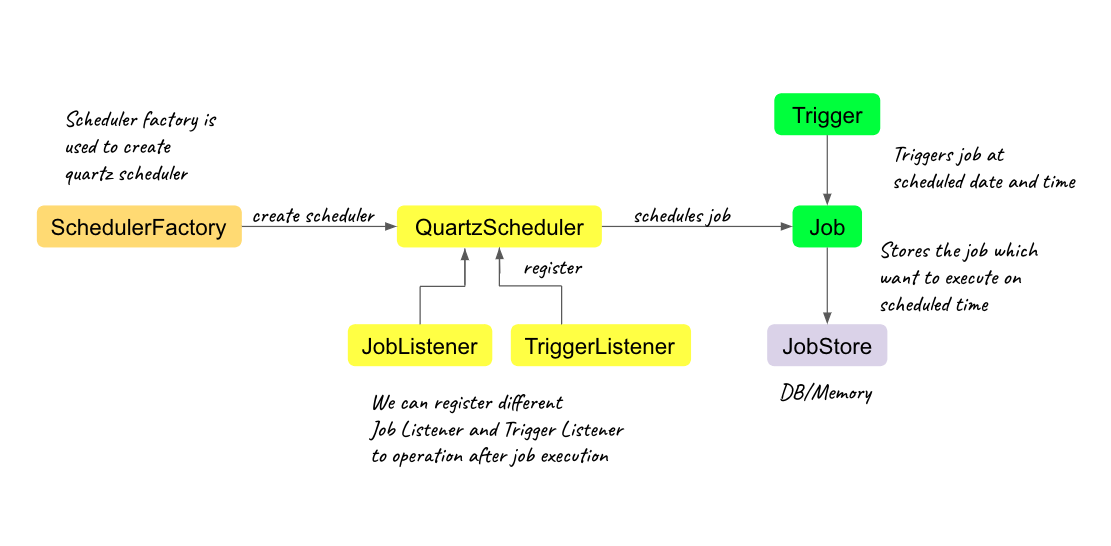 Scheduler factory is
used to create
quartz scheduler
SchedulerFactory
create scheduler
QuartzScheduler
schedules job
Trigger
Triggers job at
scheduled date and time
Job
Stores the job which
want to execute on
scheduled time
register
JobListener
TriggerListener
JobStore
DB/Memory
We can register different
Job Listener and Trigger Listener
to operation after job execution